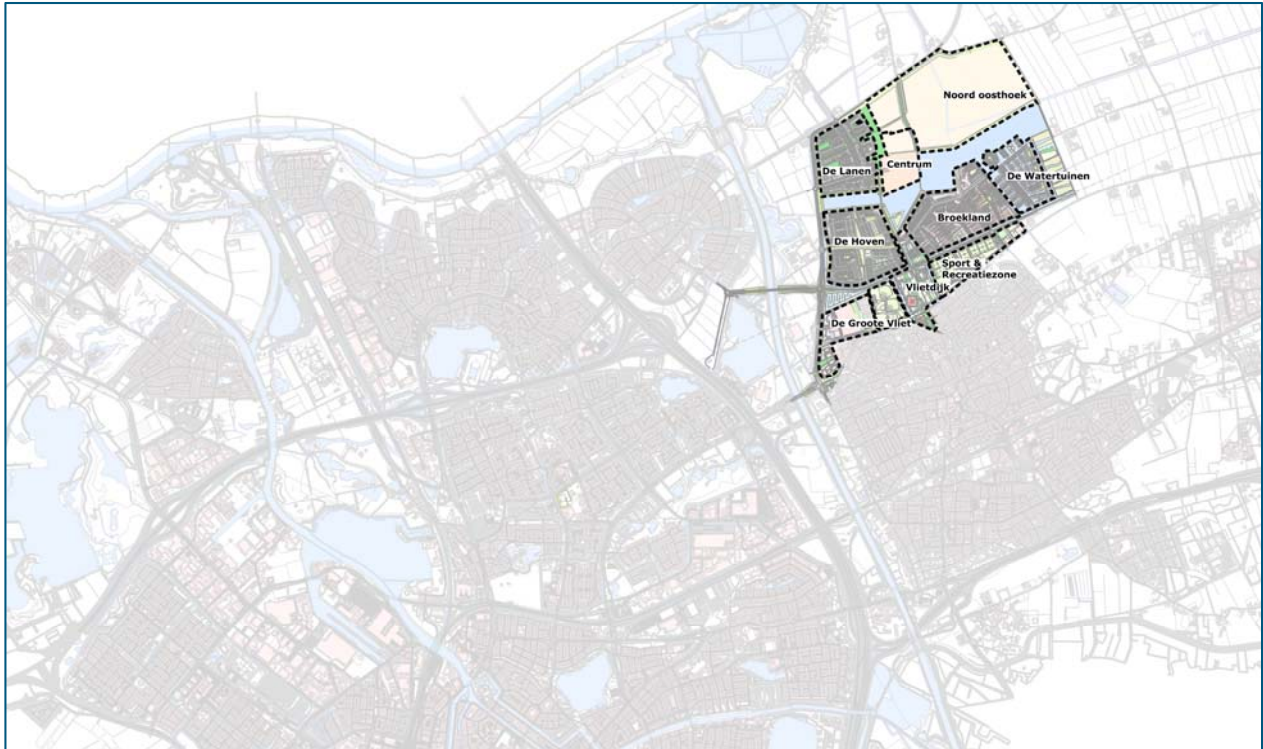 Noord oosthoek
Centrum
De Lanen
De Watertuinen
Broekland
De Hoven
Sport &
Recreatiezone
Vlietdijk
De Groote Vliet